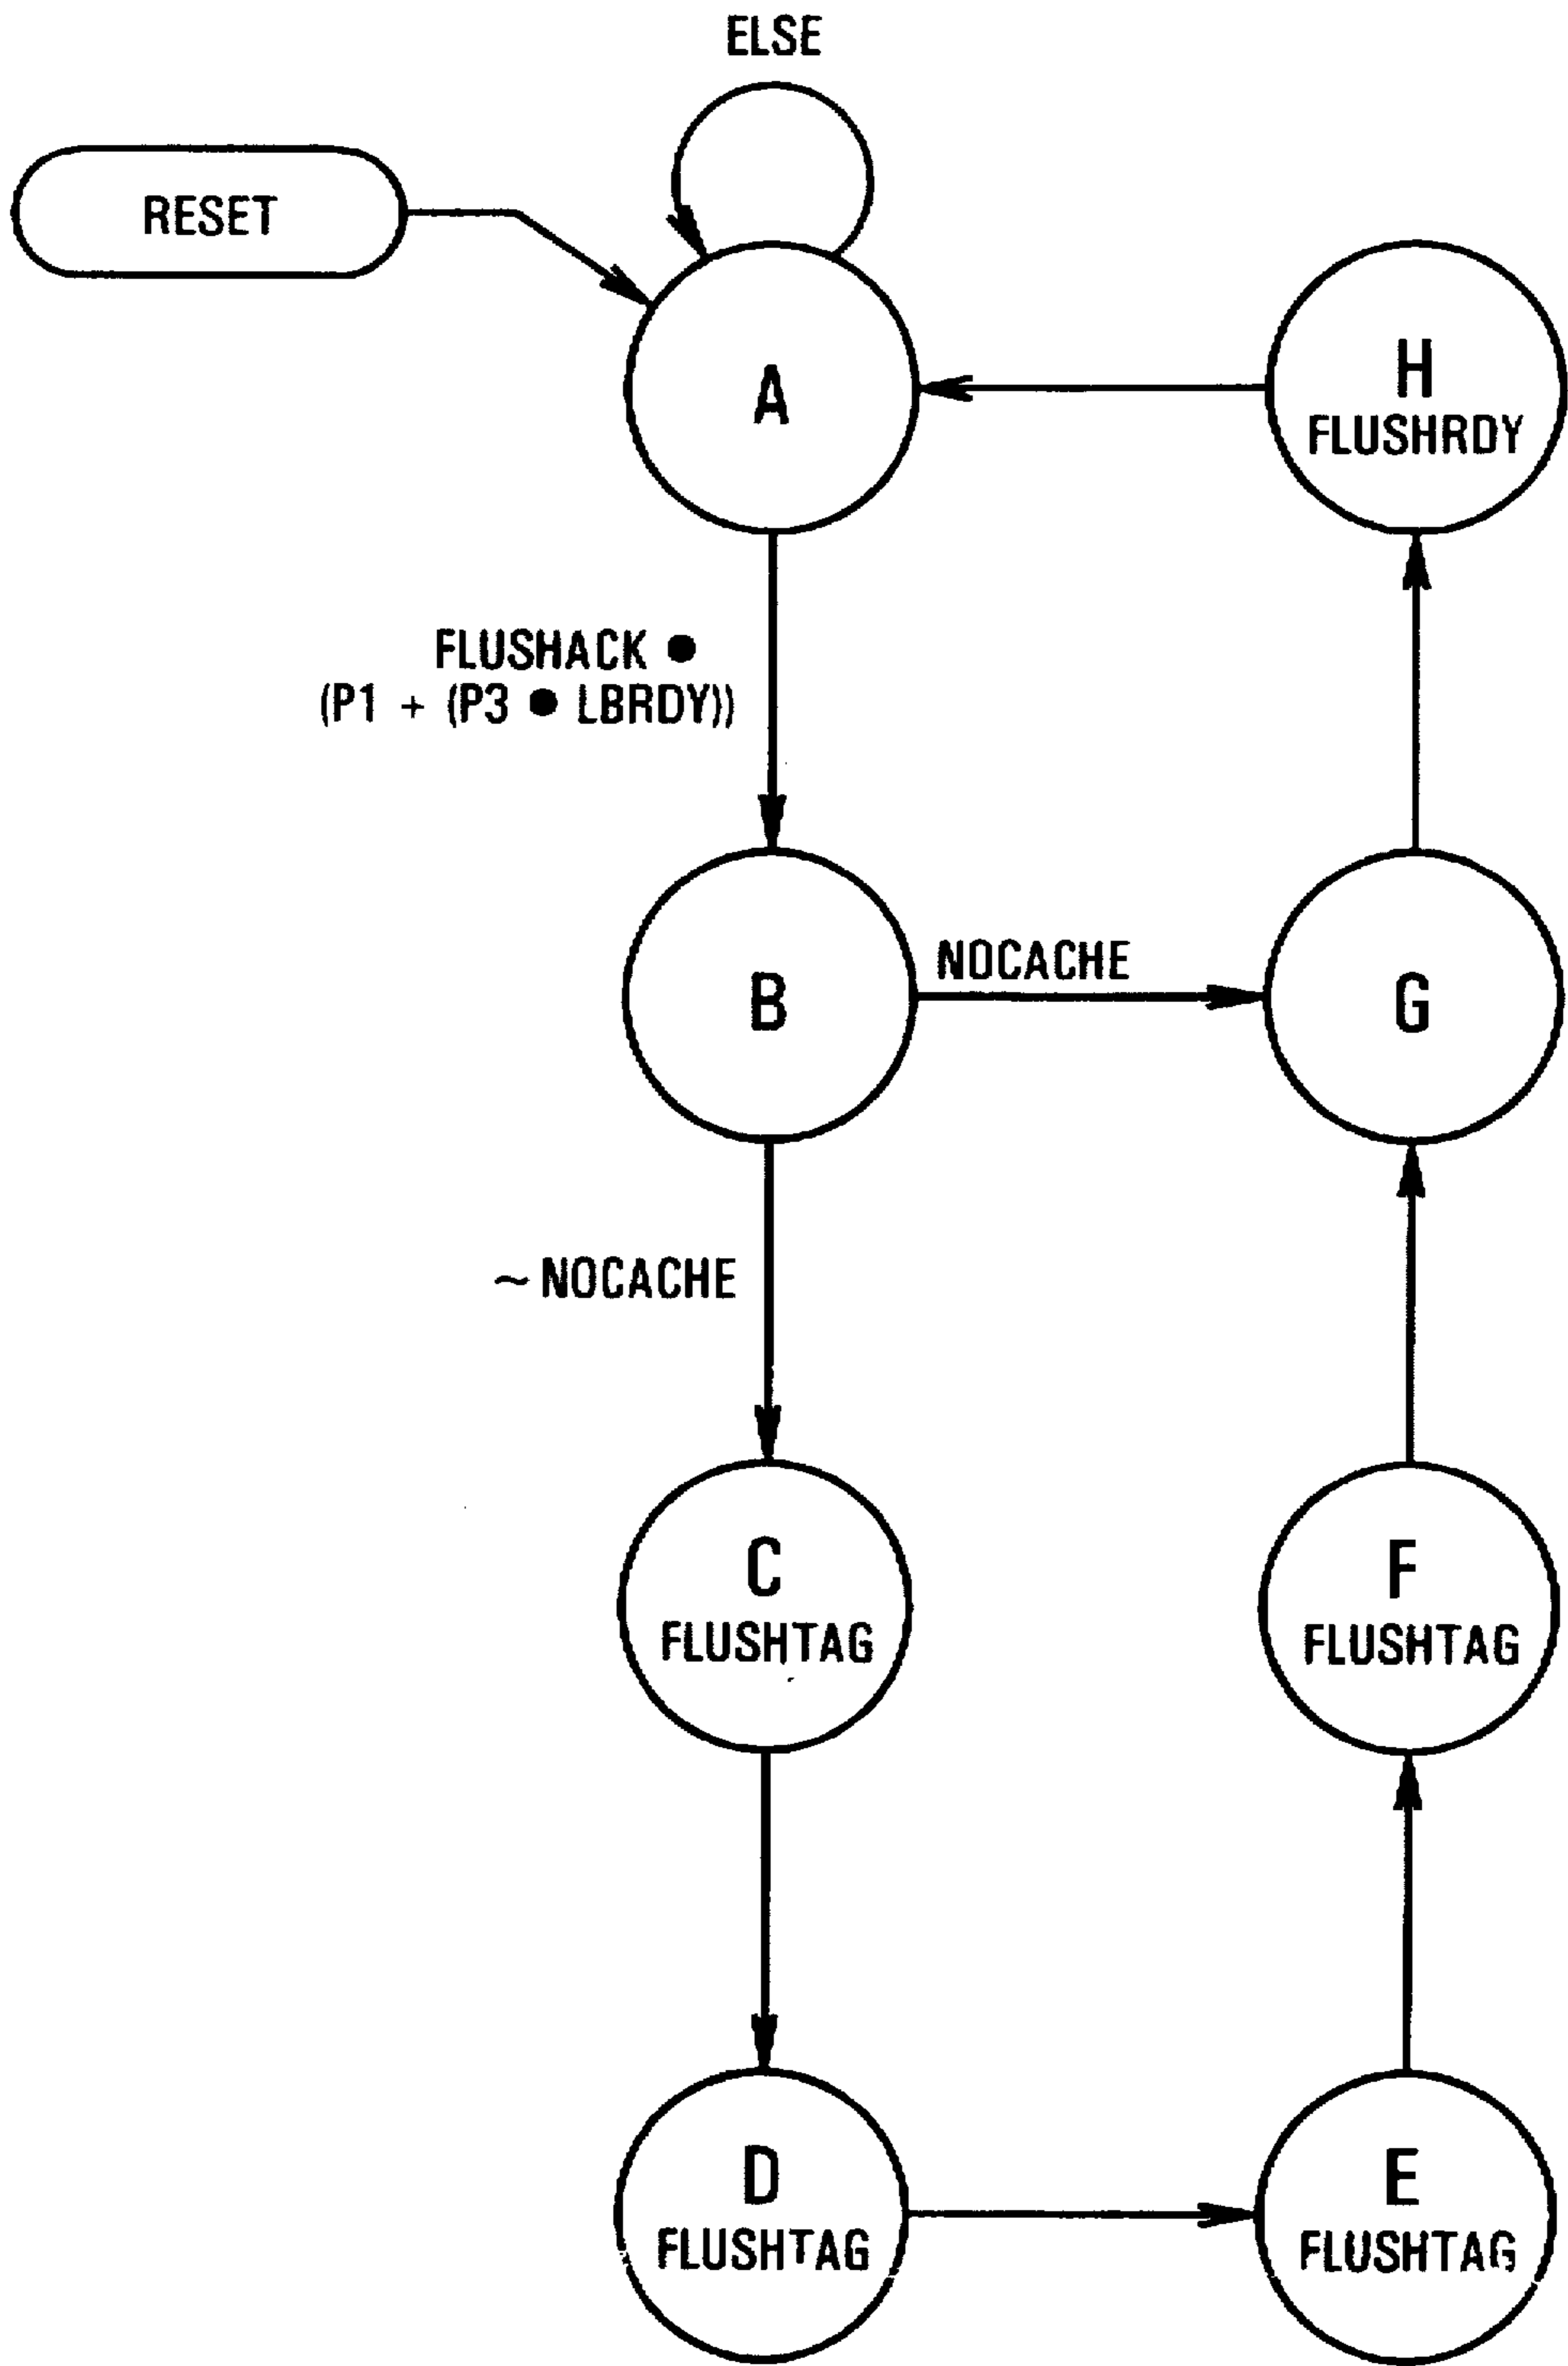 ELSE
RESET
A
H
FLUSHRDY
FLUSHACK ●
(P1 + (P3 ● LBRDY))
B
NOCACHE
G
~ NOCACHE
C
FLUSHTAG
F
FLUSHTAG
D
FLUSHTAG
E
FLUSHTAG